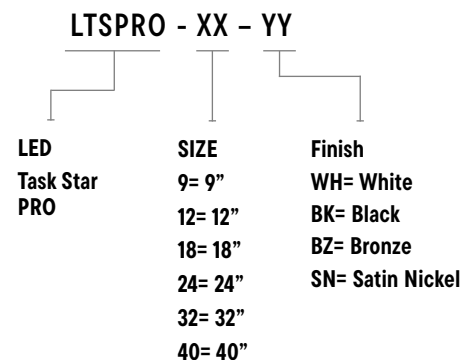 LTSPRO - XX – YY
LED
Task Star
PRO
SIZE
9= 9”
12= 12”
18= 18”
24= 24”
32= 32”
40= 40”
Finish
WH= White
BK= Black
BZ= Bronze
SN= Satin Nickel